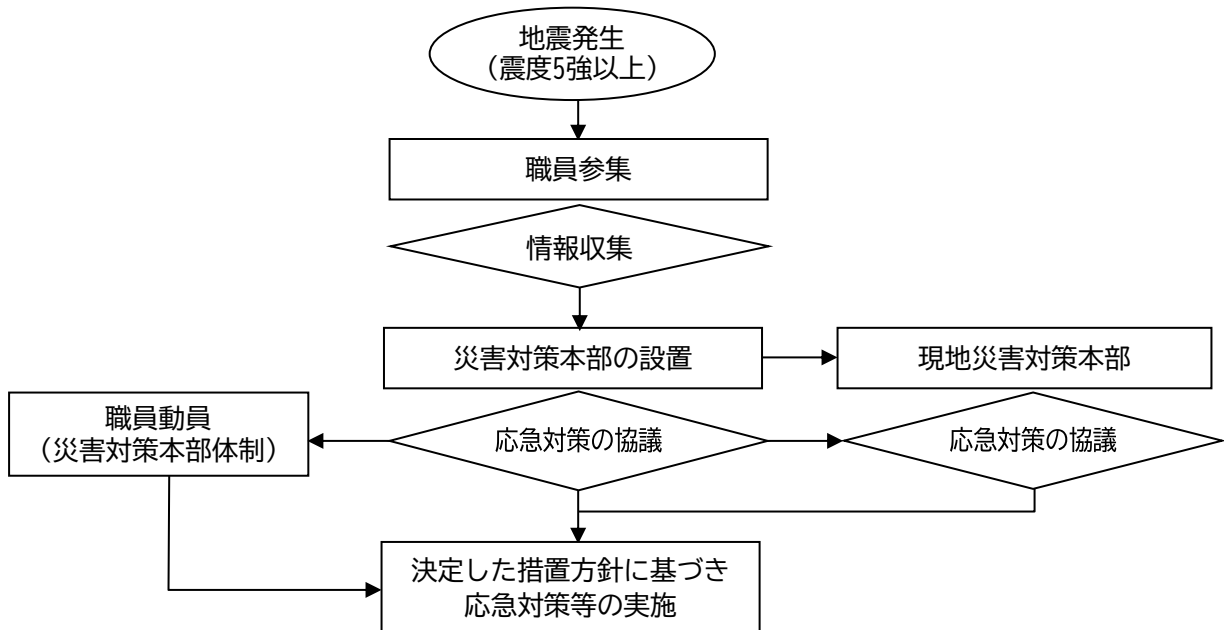 地震発生
（震度5強以上）
職員参集
情報収集
災害対策本部の設置
現地災害対策本部
職員動員
（災害対策本部体制）
応急対策の協議
応急対策の協議
決定した措置方針に基づき
応急対策等の実施